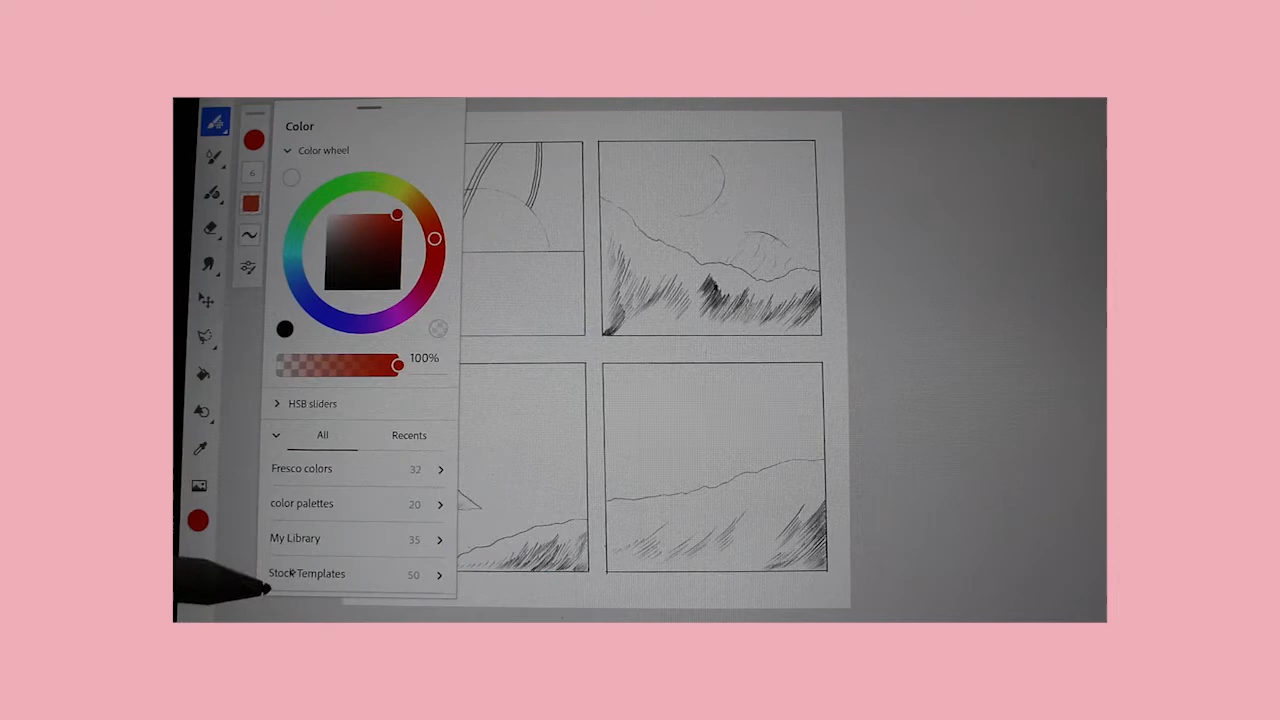 Color
Color wheel
6
100%
HSB sliders
All Recents
Fresco colors 32
color palettes 20
My Library 35
Stock Templates 50